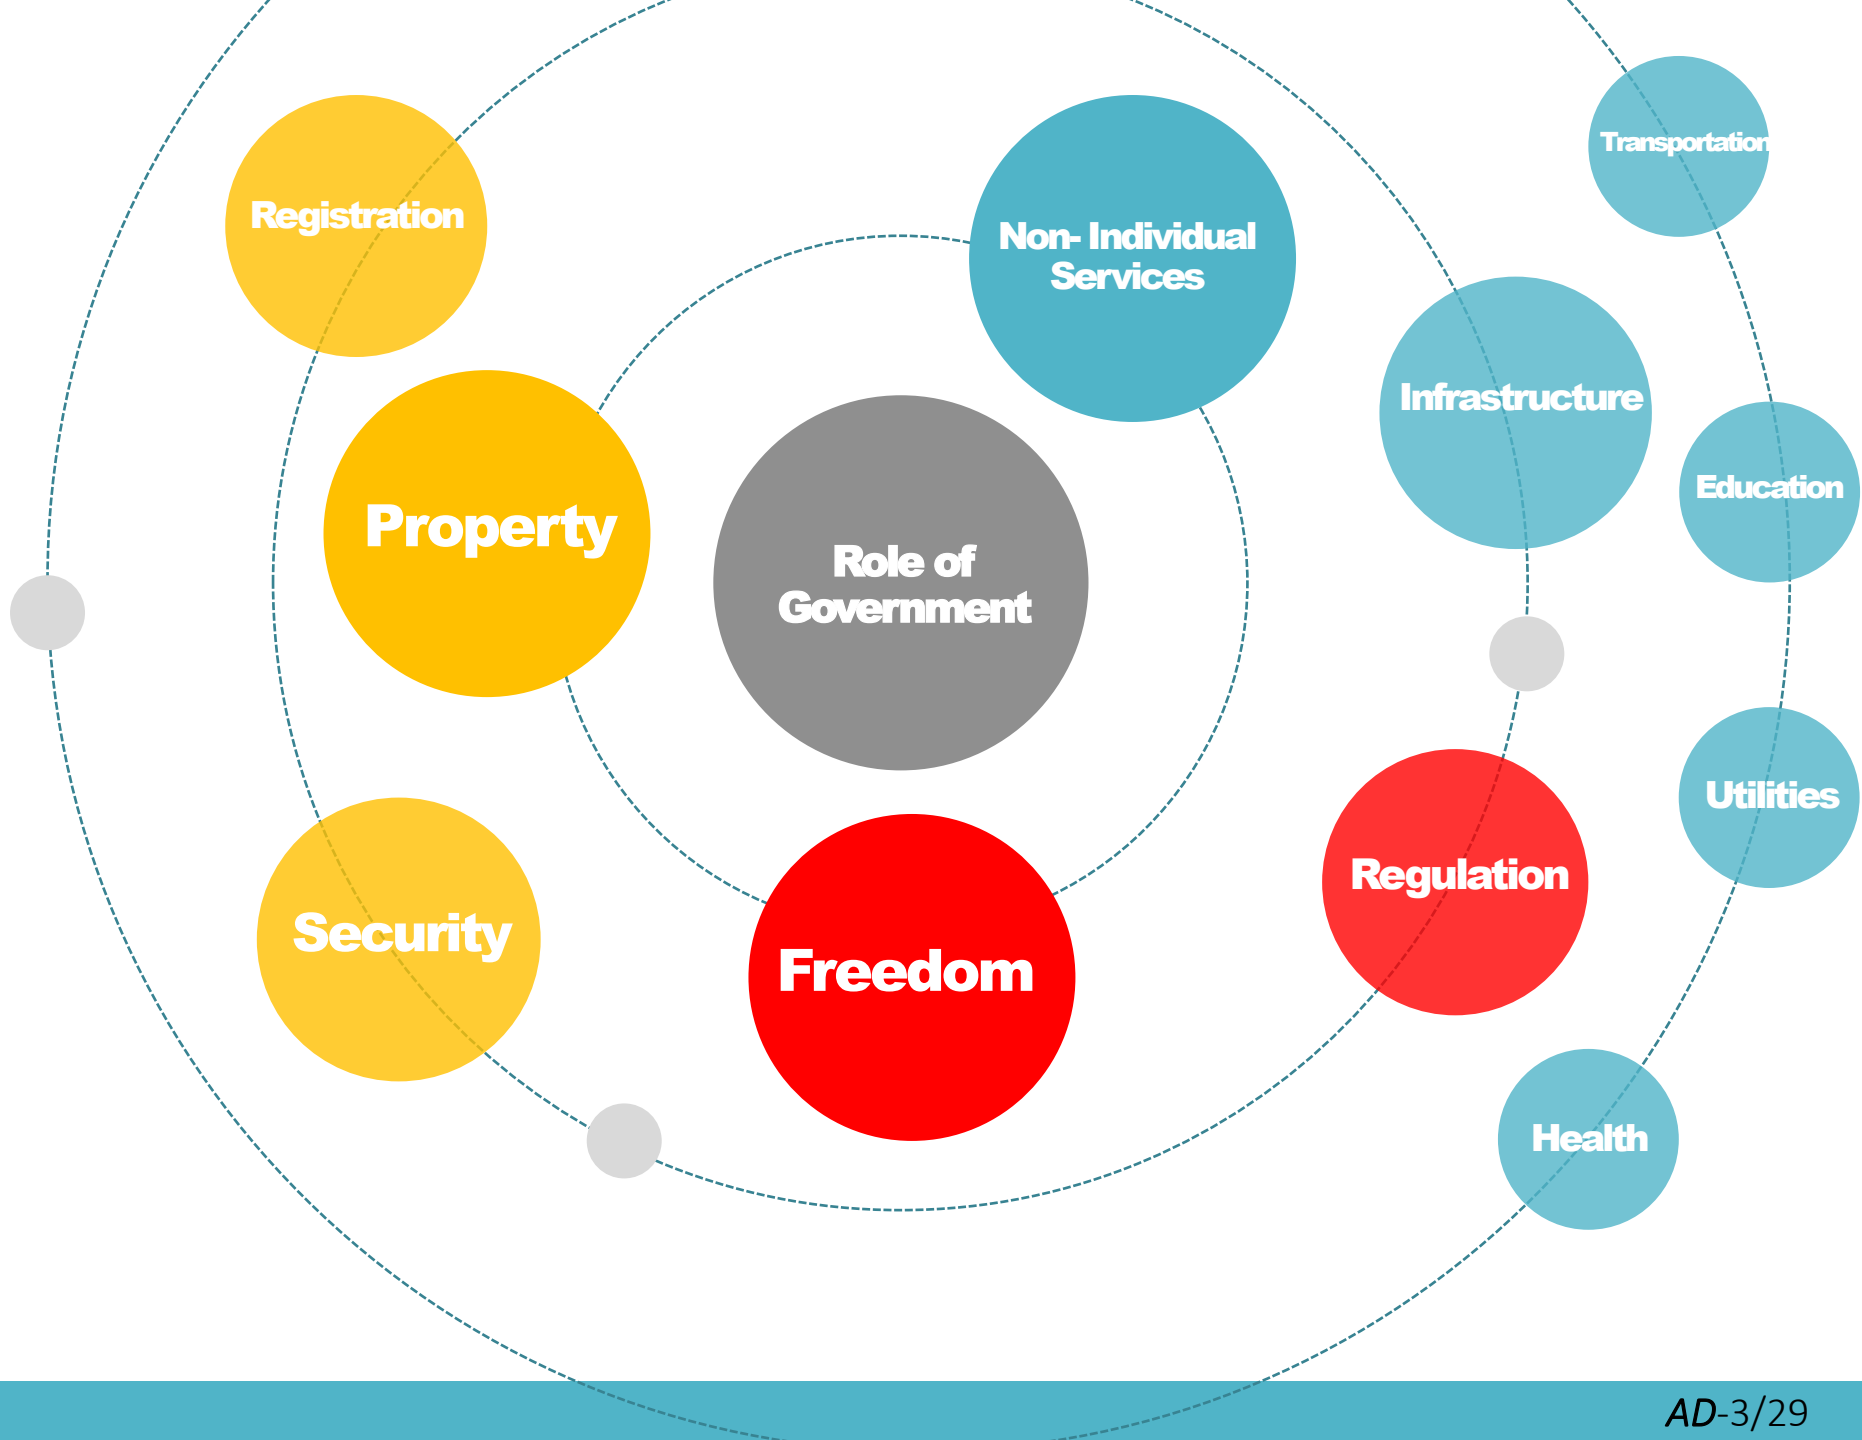 Transportation
Registration
Non- Individual
Services
Infrastructure
Education
Property
Role of
Government
Utilities
Regulation
Security
Freedom
Health
AD-3/29